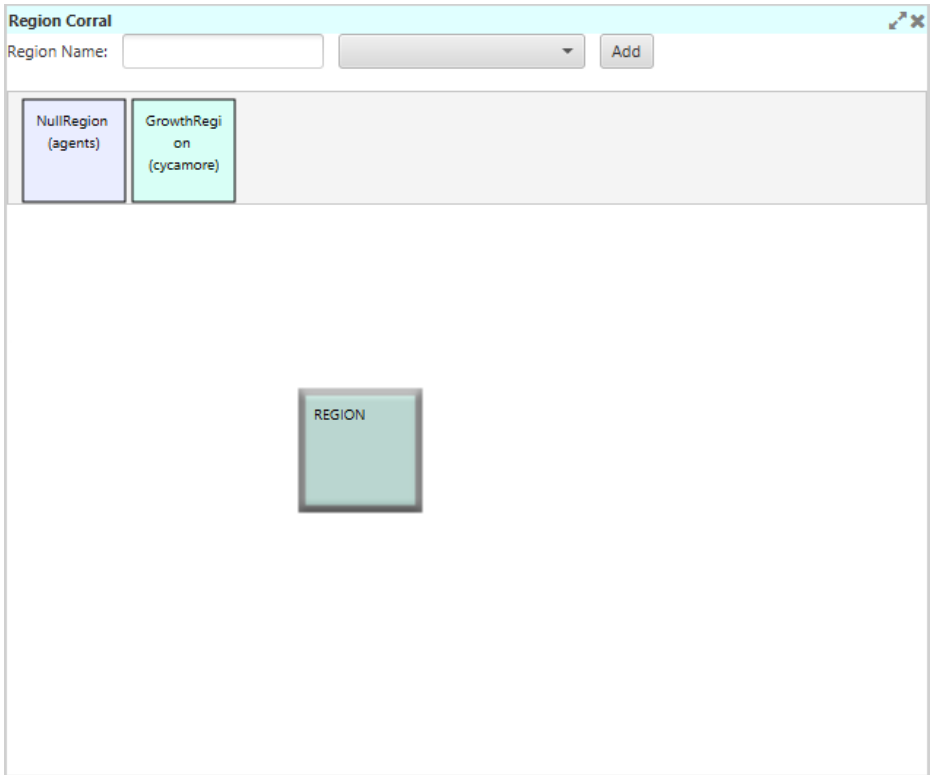 Region Corral
Region Name:
Add
NullRegion
(agents)
GrowthRegi
on
(cycamore)
REGION